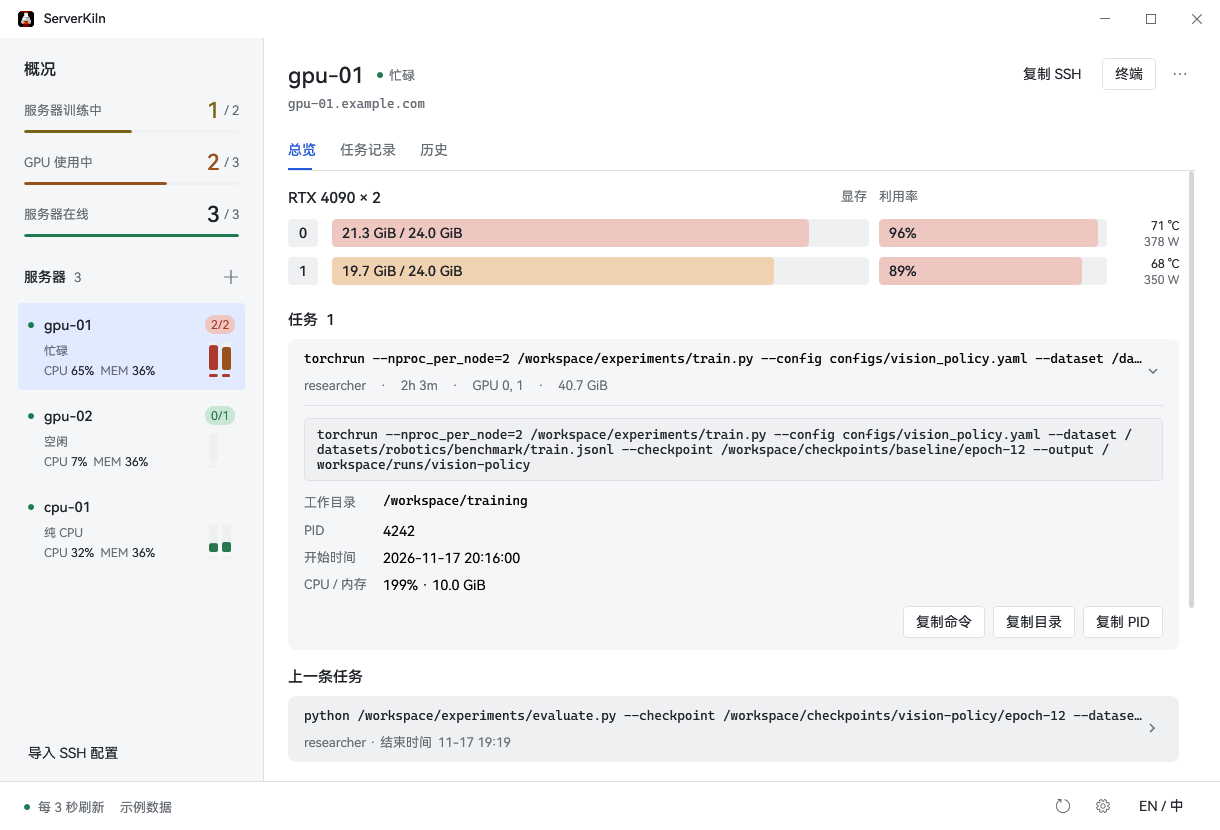 ServerKiln
概况
服务器训练中 1 / 2
GPU 使用中 2 / 3
服务器在线 3 / 3
服务器 3
gpu-01 2/2
忙碌
CPU 65% MEM 36%
gpu-02 0/1
空闲
CPU 7% MEM 36%
cpu-01
纯 CPU
CPU 32% MEM 36%
导入 SSH 配置
gpu-01 忙碌
gpu-01.example.com
复制 SSH 终端 ···
总览 任务记录 历史
RTX 4090 × 2 显存 利用率
0 21.3 GiB / 24.0 GiB 96% 71 ℃
378 W
1 19.7 GiB / 24.0 GiB 89% 68 ℃
350 W
任务 1
torchrun --nproc_per_node=2 /workspace/experiments/train.py --config configs/vision_policy.yaml --dataset /da…
researcher · 2h 3m · GPU 0, 1 · 40.7 GiB
torchrun --nproc_per_node=2 /workspace/experiments/train.py --config configs/vision_policy.yaml --dataset /
datasets/robotics/benchmark/train.jsonl --checkpoint /workspace/checkpoints/baseline/epoch-12 --output /
workspace/runs/vision-policy
工作目录 /workspace/training
PID 4242
开始时间 2026-11-17 20:16:00
CPU / 内存 199% · 10.0 GiB
复制命令 复制目录 复制 PID
上一条任务
python /workspace/experiments/evaluate.py --checkpoint /workspace/checkpoints/vision-policy/epoch-12 --datase…
researcher · 结束时间 11-17 19:19
每 3 秒刷新 示例数据
EN / 中